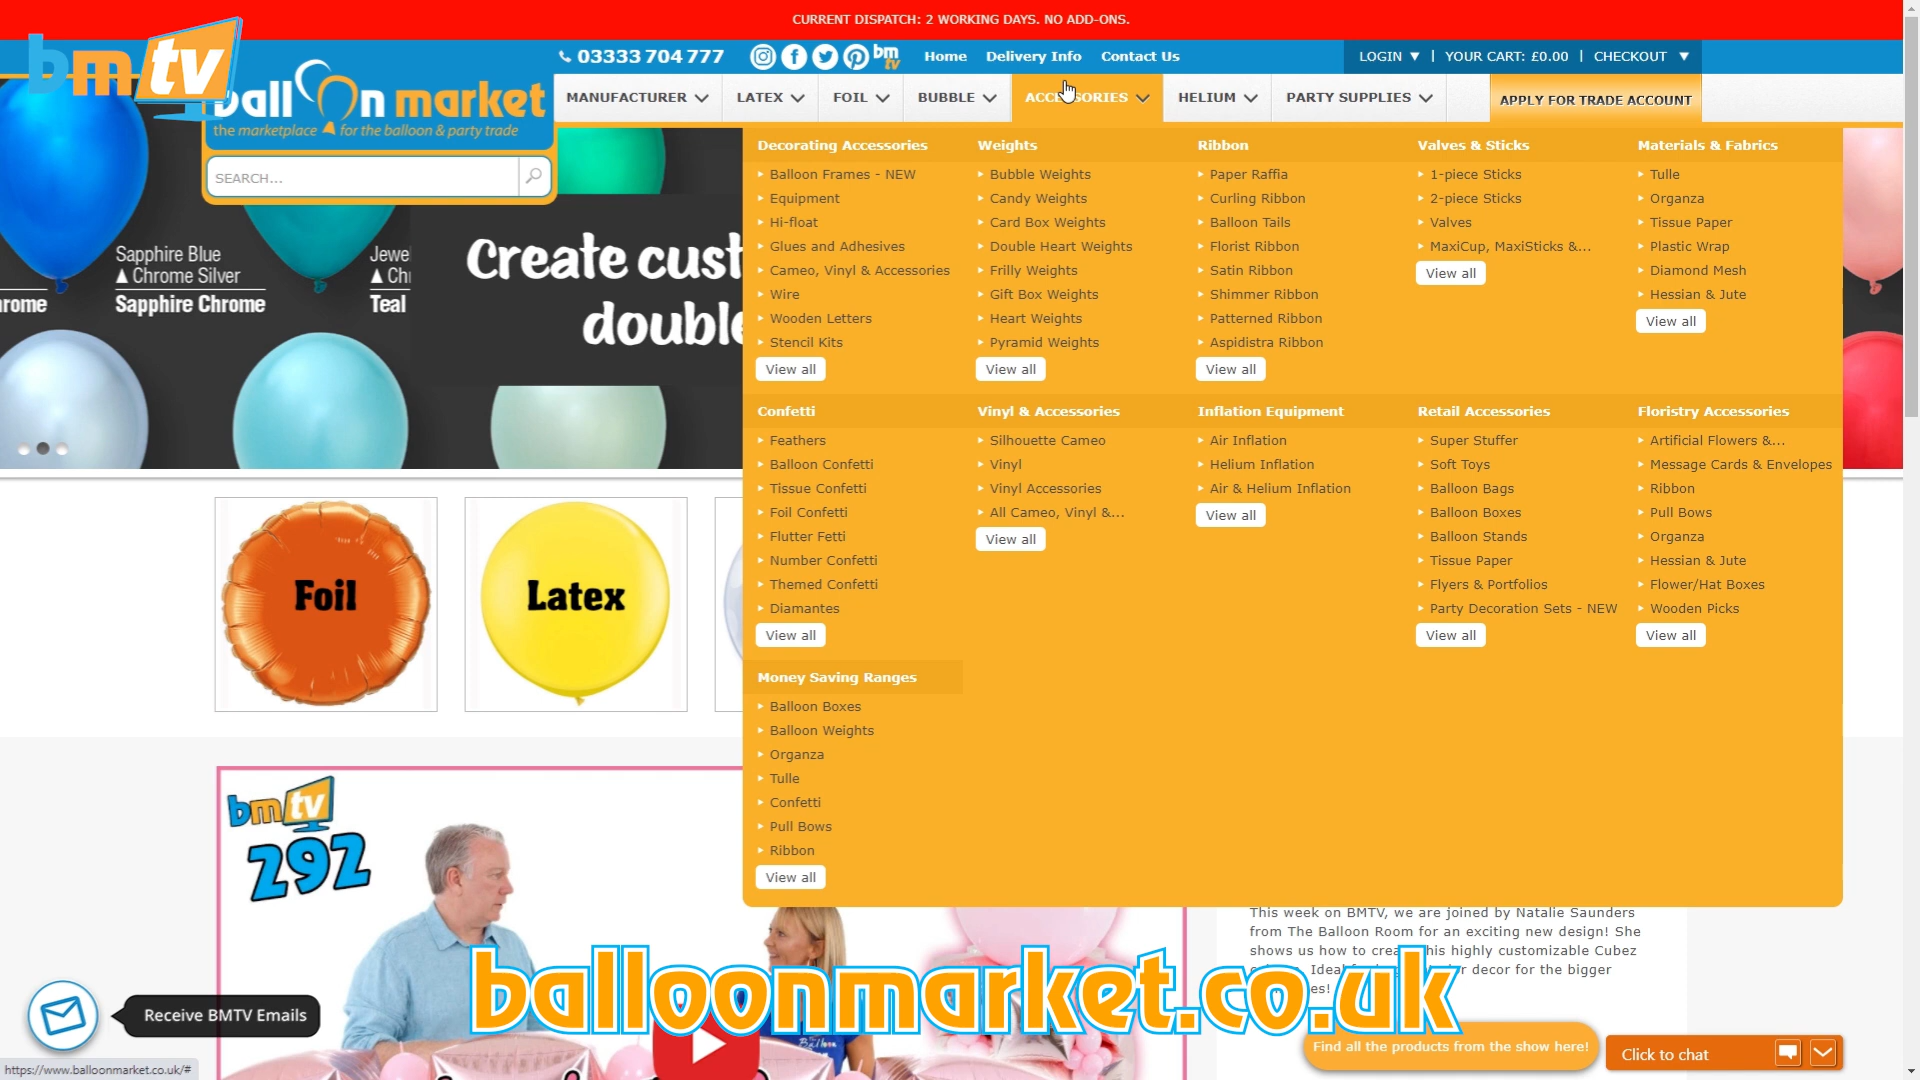 CURRENT DISPATCH: 2 WORKING DAYS. NO ADD-ONS.
bmtv
03333 704 777
bm tv
Home
Delivery Info
Contact Us
LOGIN ▼ | YOUR CART: £0.00 | CHECKOUT ▼
balloon market
the marketplace for the balloon & party trade
MANUFACTURER
LATEX
FOIL
BUBBLE
ACCESSORIES
HELIUM
PARTY SUPPLIES
APPLY FOR TRADE ACCOUNT
SEARCH...
Sapphire Blue
▲Chrome Silver
Sapphire Chrome
Create cust
double
Decorating Accessories
Balloon Frames - NEW
Equipment
Hi-float
Glues and Adhesives
Cameo, Vinyl & Accessories
Wire
Wooden Letters
Stencil Kits
View all
Weights
Bubble Weights
Candy Weights
Card Box Weights
Double Heart Weights
Frilly Weights
Gift Box Weights
Heart Weights
Pyramid Weights
View all
Ribbon
Paper Raffia
Curling Ribbon
Balloon Tails
Florist Ribbon
Satin Ribbon
Shimmer Ribbon
Patterned Ribbon
Aspidistra Ribbon
View all
Valves & Sticks
1-piece Sticks
2-piece Sticks
Valves
MaxiCup, MaxiSticks &...
View all
Materials & Fabrics
Tulle
Organza
Tissue Paper
Plastic Wrap
Diamond Mesh
Hessian & Jute
View all
Confetti
Feathers
Balloon Confetti
Tissue Confetti
Foil Confetti
Flutter Fetti
Number Confetti
Themed Confetti
Diamantes
View all
Vinyl & Accessories
Silhouette Cameo
Vinyl
Vinyl Accessories
All Cameo, Vinyl &...
View all
Inflation Equipment
Air Inflation
Helium Inflation
Air & Helium Inflation
View all
Retail Accessories
Super Stuffer
Soft Toys
Balloon Bags
Balloon Boxes
Balloon Stands
Tissue Paper
Flyers & Portfolios
Party Decoration Sets - NEW
View all
Floristry Accessories
Artificial Flowers &...
Message Cards & Envelopes
Ribbon
Pull Bows
Organza
Hessian & Jute
Flower/Hat Boxes
Wooden Picks
View all
Money Saving Ranges
Balloon Boxes
Balloon Weights
Organza
Tulle
Confetti
Pull Bows
Ribbon
View all
Foil
Latex
bmtv
292
This week on BMTV, we are joined by Natalie Saunders
from The Balloon Room for an exciting new design! She
shows us how to this highly customizable Cubez
decor for the bigger
balloonmarket.co.uk
Receive BMTV Emails
Find all the products from the show here!
Click to chat
https://www.balloonmarket.co.uk/#